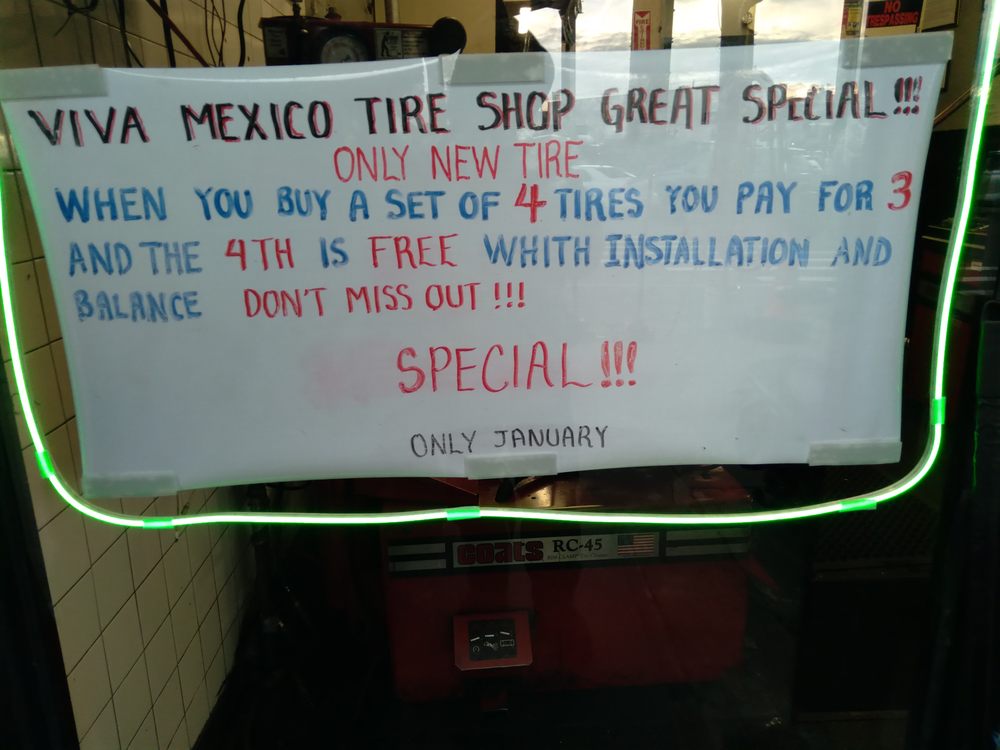 NO
TRESPASSING
VIVA MEXICO TIRE SHOP GREAT SPECIAL!!!
ONLY NEW TIRE
WHEN YOU BUY A SET OF 4 TIRES YOU PAY FOR 3
AND THE 4TH IS FREE WHITH INSTALLATION AND
BALANCE DON'T MISS OUT!!!
SPECIAL!!!
ONLY JANUARY
COATS RC-45